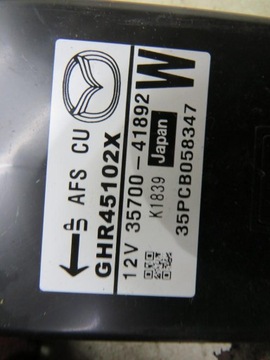 AFS CU
GHR45102X
12V 35700-41892
K1839 Japan
W
35PCB058347